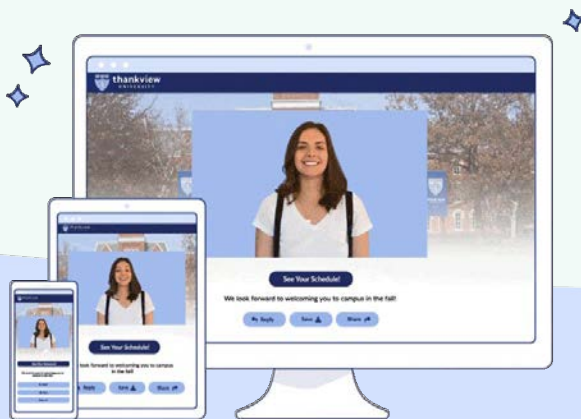 thankview
UNIVERSITY
See Your Schedule!
We look forward to welcoming you to campus in the fall!
Reply
Save
Share
See Your Schedule!
look forward to welcoming you to campus
in the fall!
Reply
Save
Share